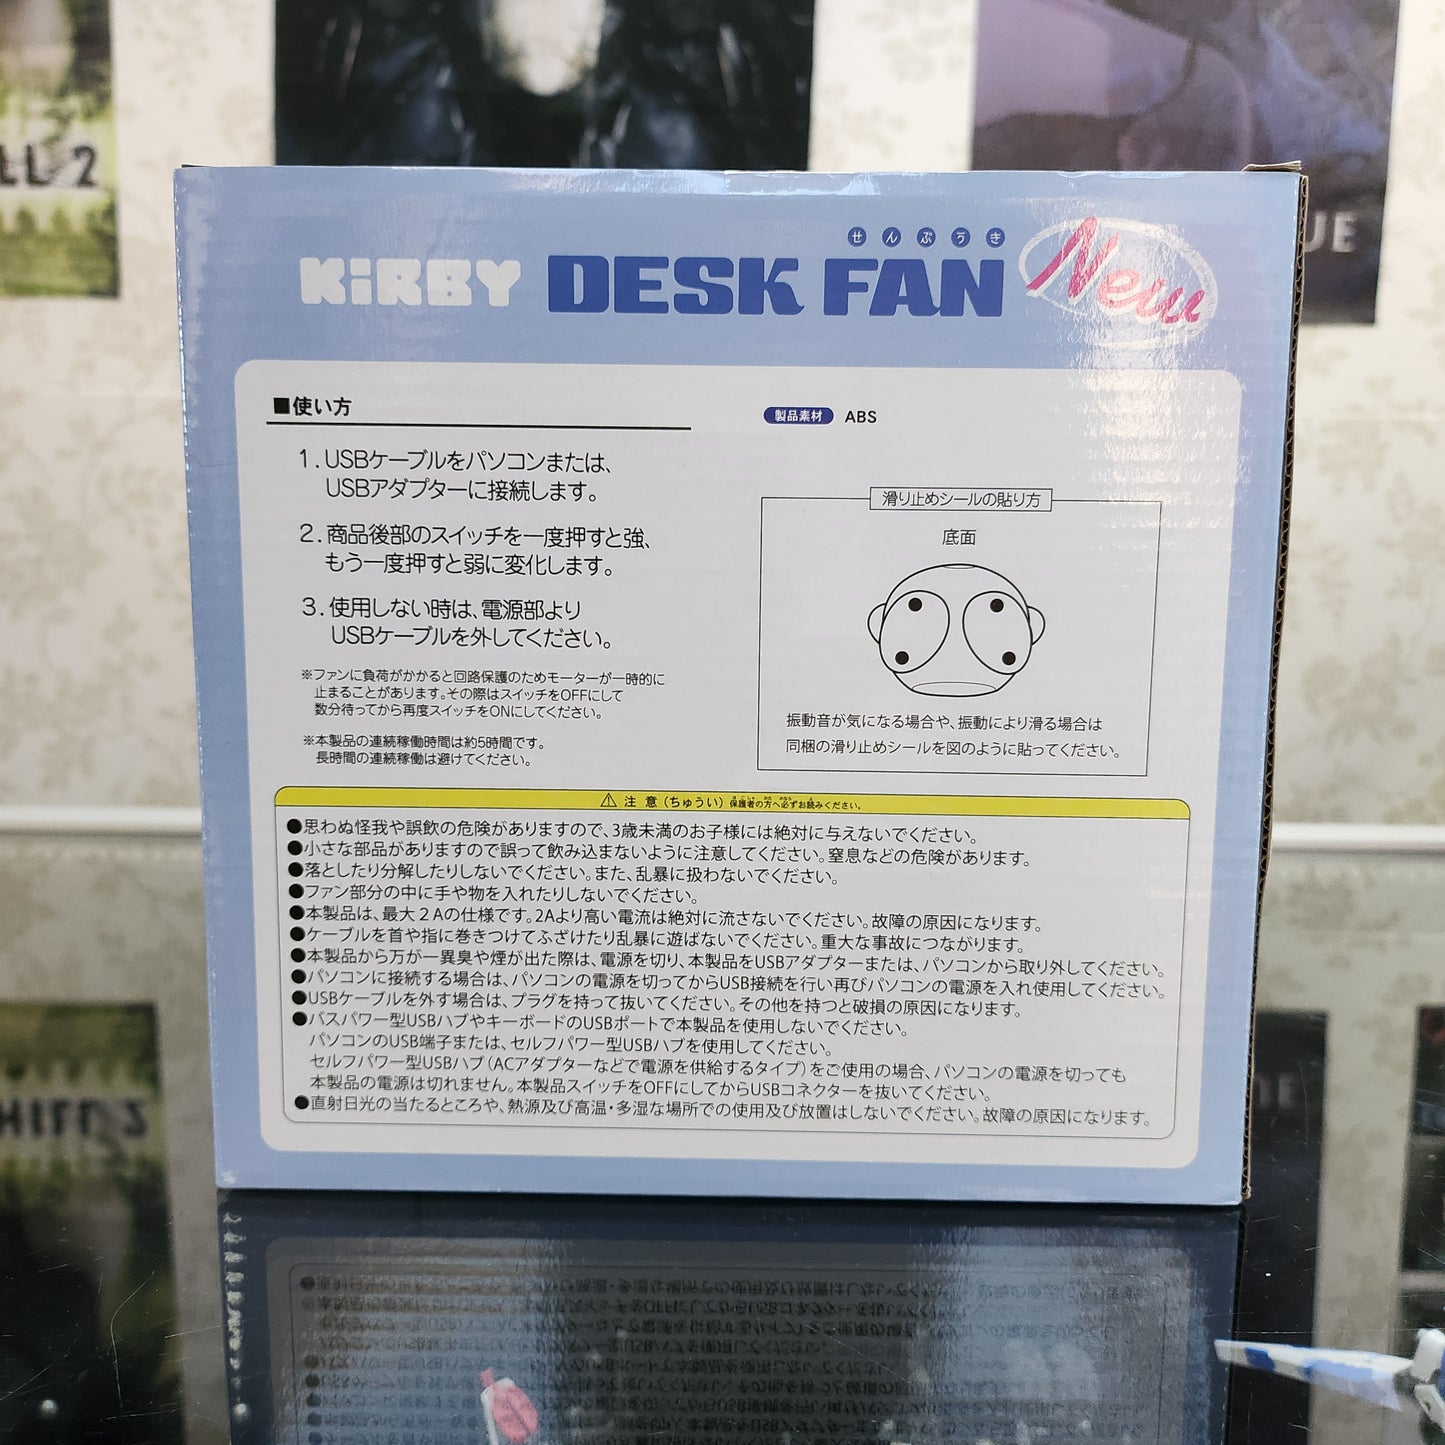 LL 2
UE
せんぷうき
KiRBY DESK FAN New
■使い方
1.USBケーブルをパソコンまたは、
USBアダプターに接続します。
2.商品後部のスイッチを一度押すと強、
もう一度押すと弱に変化します。
3.使用しない時は、電源部より
USBケーブルを外してください。
※ファンに負荷がかかると回路保護のためモーターが一時的に
止まることがあります。その際はスイッチをOFFにして
数分待ってから再度スイッチをONにしてください。
※本製品の連続稼働時間は約5時間です。
長時間の連続稼働は避けてください。
製品素材 ABS
滑り止めシールの貼り方
底面
振動音が気になる場合や、振動により滑る場合は
同梱の滑り止めシールを図のように貼ってください。
⚠ 注意(ちゅうい) 保護者の方へ必ずお読みください。
●思わぬ怪我や誤飲の危険がありますので、3歳未満のお子様には絶対に与えないでください。
●小さな部品がありますので誤って飲み込まないように注意してください。窒息などの危険があります。
●落としたり分解したりしないでください。また、乱暴に扱わないでください。
●ファン部分の中に手や物を入れたりしないでください。
●本製品は、最大2Aの仕様です。2Aより高い電流は絶対に流さないでください。故障の原因になります。
●ケーブルを首や指に巻きつけてふざけたり乱暴に遊ばないでください。重大な事故につながります。
●本製品から万が一異臭や煙が出た際は、電源を切り、本製品をUSBアダプターまたは、パソコンから取り外してください。
●パソコンに接続する場合は、パソコンの電源を切ってからUSB接続を行い再びパソコンの電源を入れ使用してください。
●USBケーブルを外す場合は、プラグを持って抜いてください。その他を持つと破損の原因になります。
●バスパワー型USBハブやキーボードのUSBポートで本製品を使用しないでください。
パソコンのUSB端子または、セルフパワー型USBハブを使用してください。
セルフパワー型USBハブ(ACアダプターなどで電源を供給するタイプ)をご使用の場合、パソコンの電源を切っても
本製品の電源は切れません。本製品スイッチをOFFにしてからUSBコネクターを抜いてください。
●直射日光の当たるところや、熱源及び高温・多湿な場所での使用及び放置はしないでください。故障の原因になります。